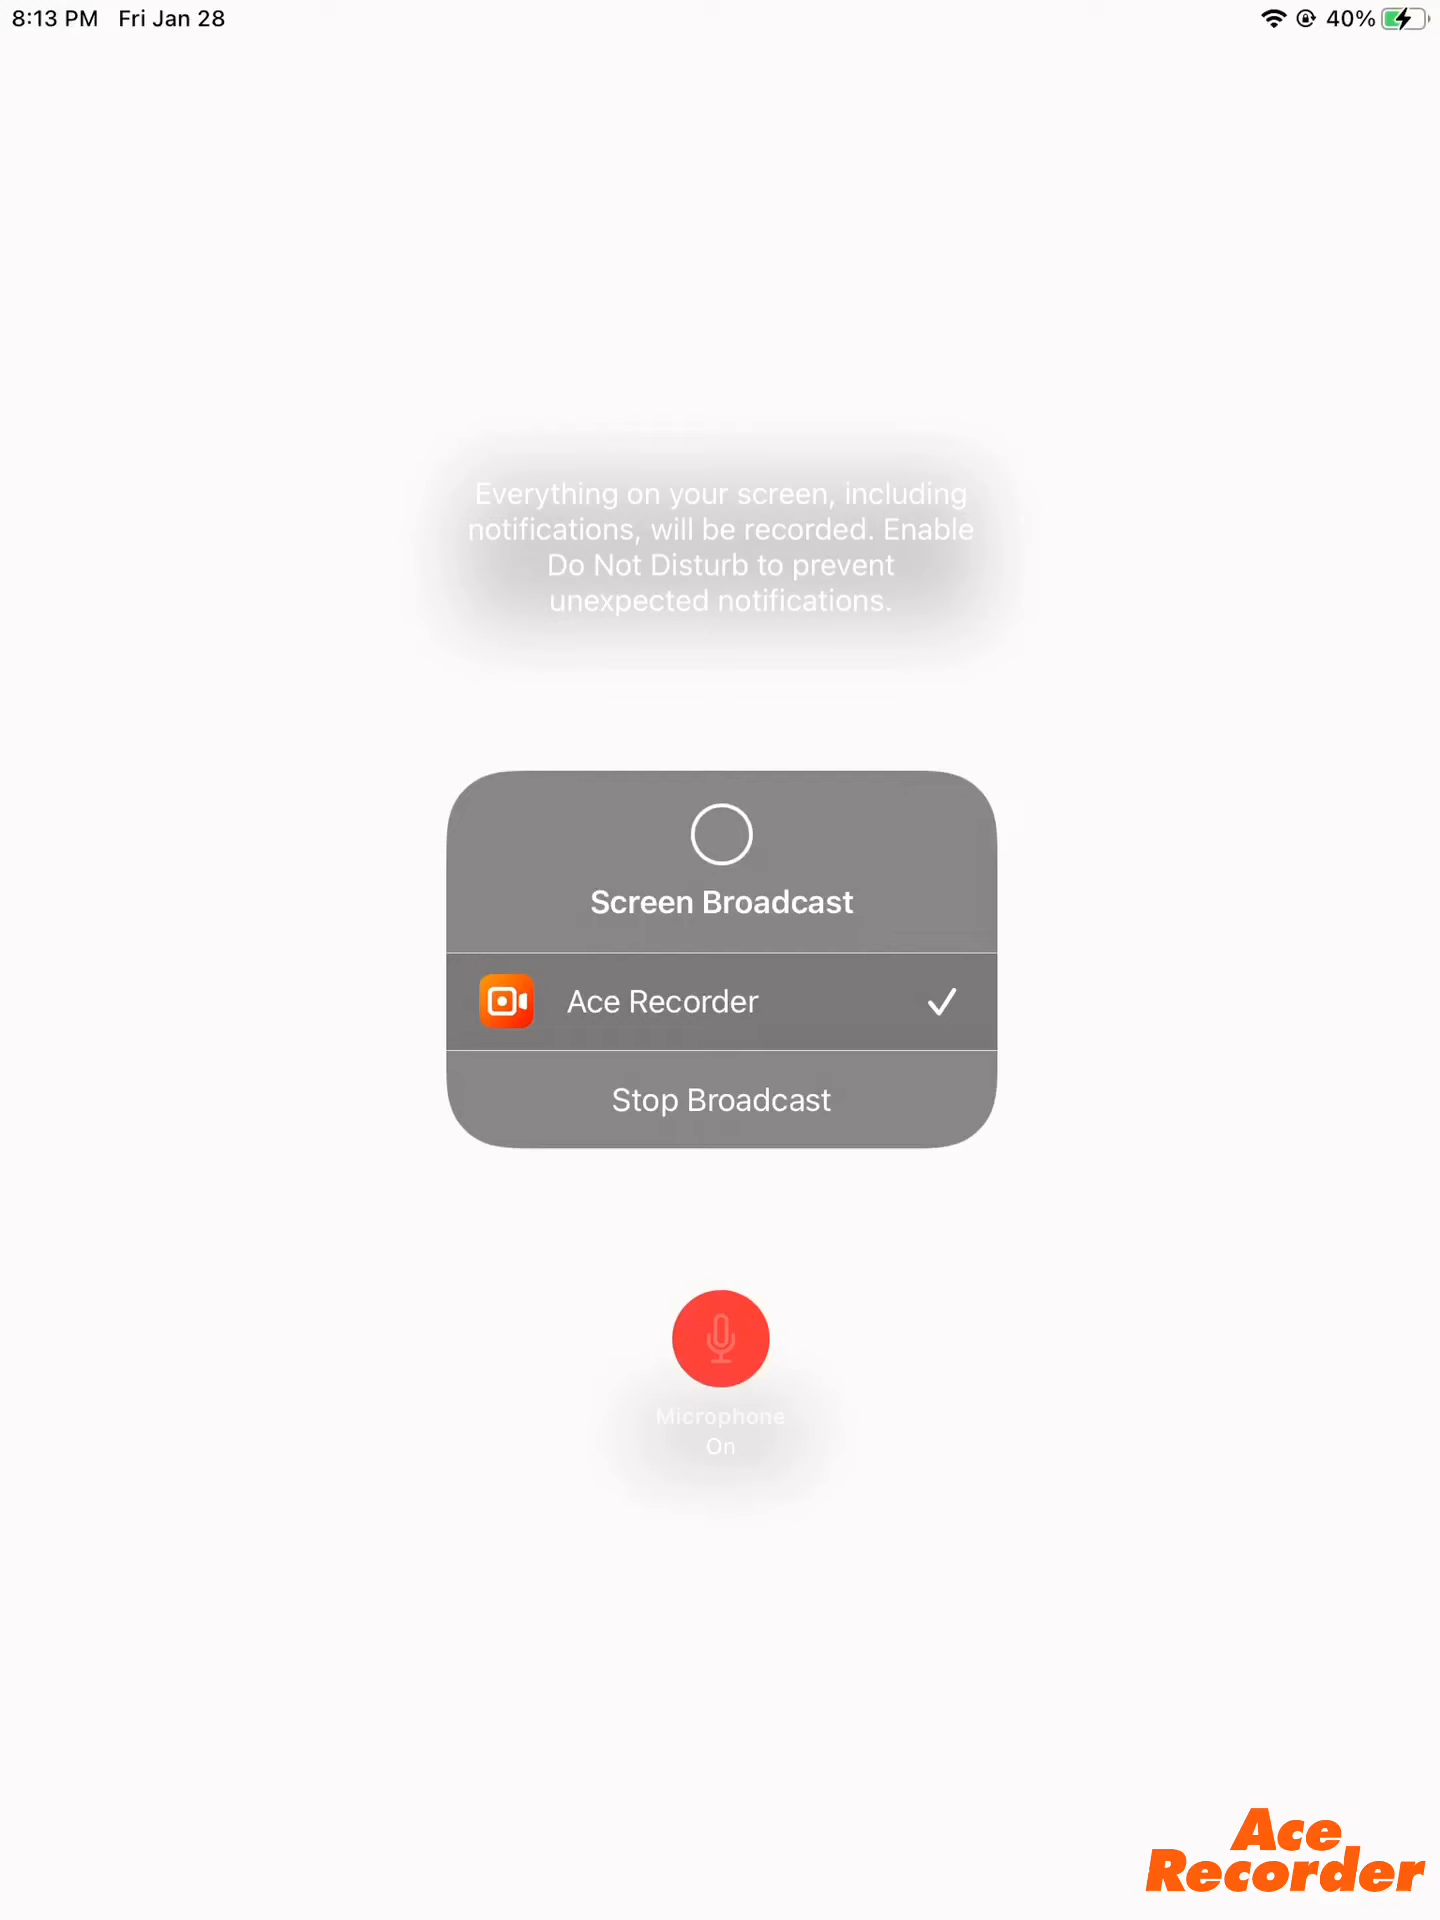 8:13 PM Fri Jan 28 40%
Everything on your screen, including
notifications, will be recorded. Enable
Do Not Disturb to prevent
unexpected notifications.
Screen Broadcast
Ace Recorder
Stop Broadcast
Microphone
On
Ace
Recorder